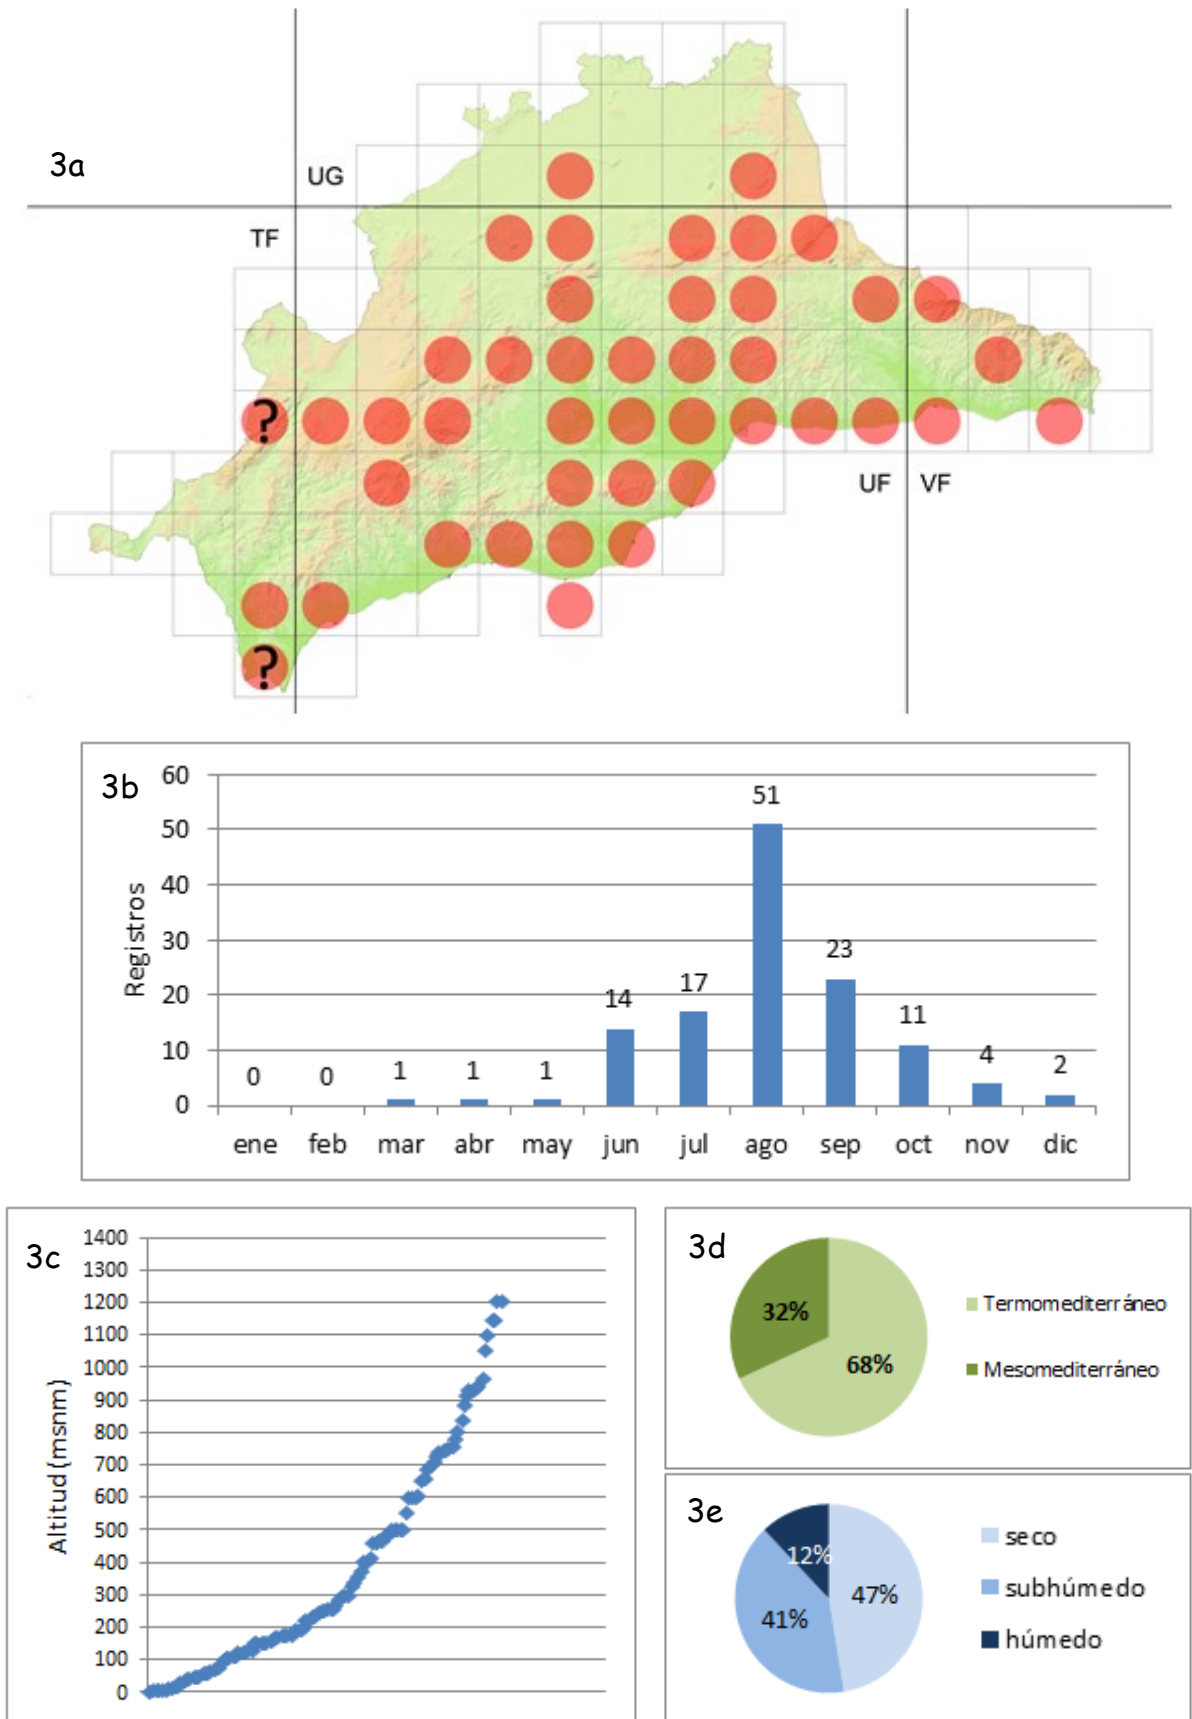 3a
UG
TF
?
UF VF
?
3b
Registros
60
50
40
30
20
10
0
0 0 1 1 1 14 17 51 23 11 4 2
ene feb mar abr may jun jul ago sep oct nov dic
3c
Altitud (msnm)
1400
1300
1200
1100
1000
900
800
700
600
500
400
300
200
100
0
3d
32%
68%
Termomediterráneo
Mesomediterráneo
3e
12%
47%
41%
seco
subhúmedo
húmedo